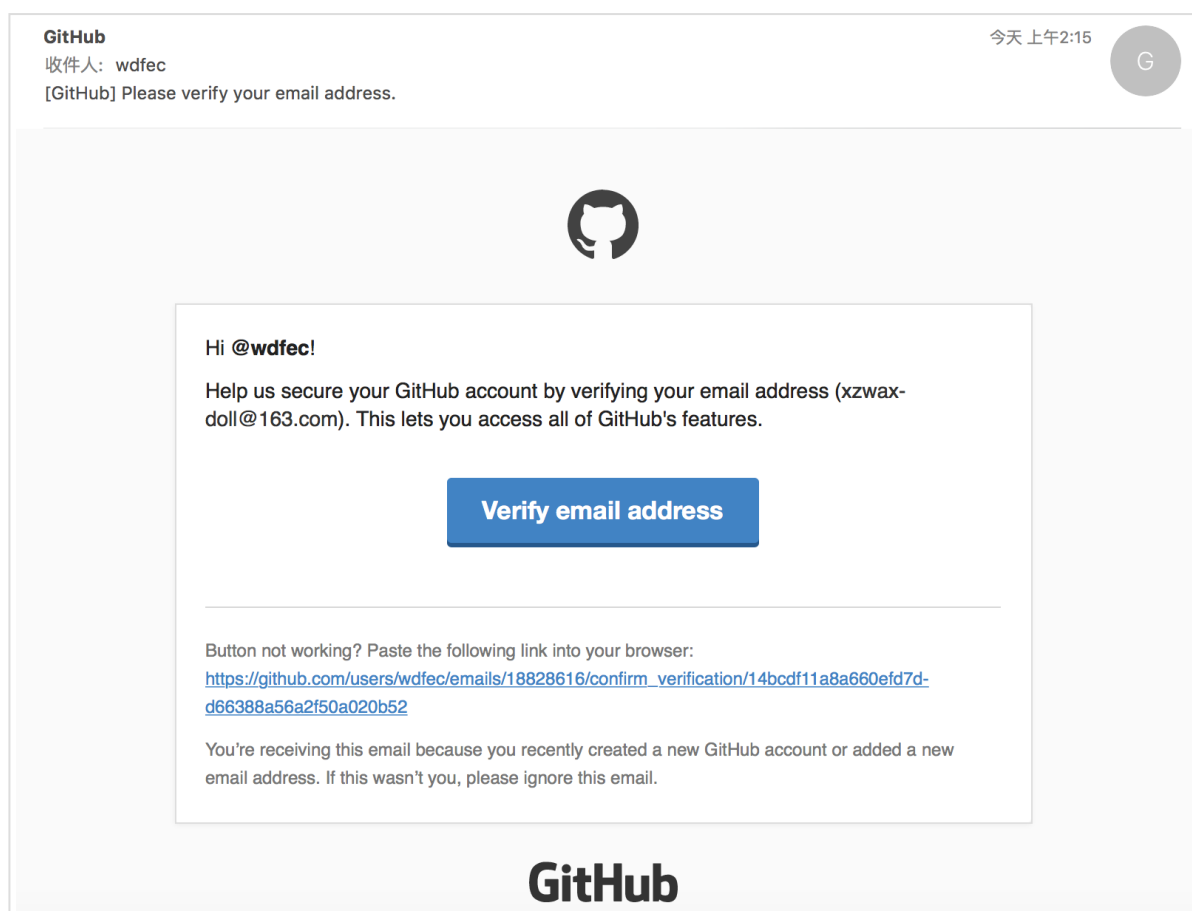 GitHub
今天 上午2:15
G
收件人: wdfec
[GitHub] Please verify your email address.
Hi @wdfec!
Help us secure your GitHub account by verifying your email address (xzwax-
doll@163.com). This lets you access all of GitHub's features.
Verify email address
Button not working? Paste the following link into your browser:
https://github.com/users/wdfec/emails/18828616/confirm_verification/14bcdf11a8a660efd7d-
d66388a56a2f50a020b52
You’re receiving this email because you recently created a new GitHub account or added a new
email address. If this wasn’t you, please ignore this email.
GitHub